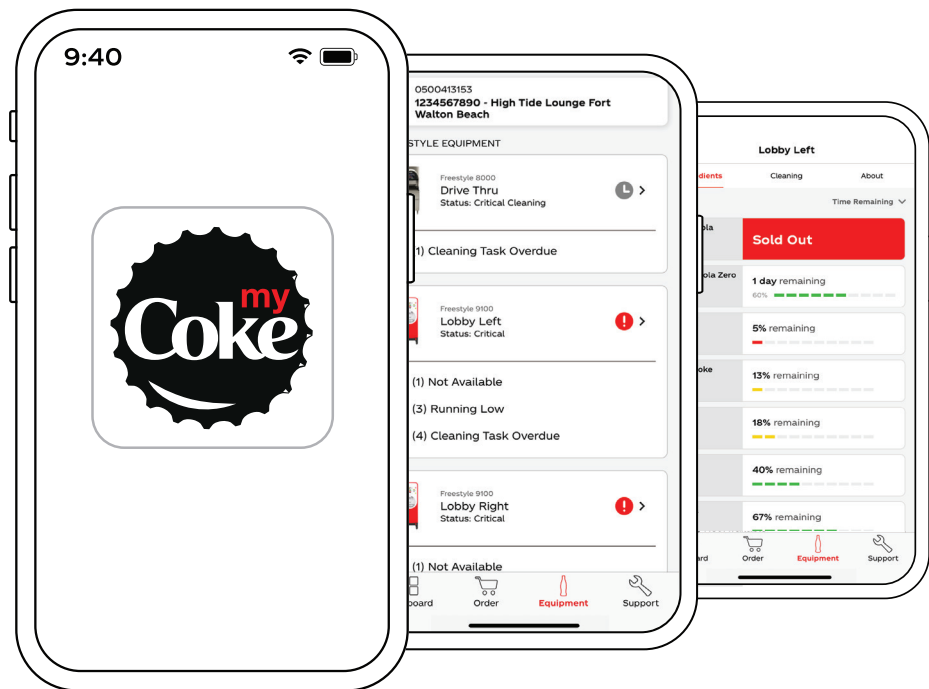 9:40
my
Coke
0500413153
1234567890 - High Tide Lounge Fort
Walton Beach
STYLE EQUIPMENT
Freestyle 8000
Drive Thru
Status: Critical Cleaning
1) Cleaning Task Overdue
Freestyle 9100
Lobby Left
Status: Critical
(1) Not Available
(3) Running Low
(4) Cleaning Task Overdue
Freestyle 9100
Lobby Right
Status: Critical
(1) Not Available
board Order Equipment Support
Lobby Left
dients Cleaning About
Time Remaining
ola
Sold Out
ola Zero
1 day remaining
60%
5% remaining
oke
13% remaining
18% remaining
40% remaining
67% remaining
ard Order Equipment Support